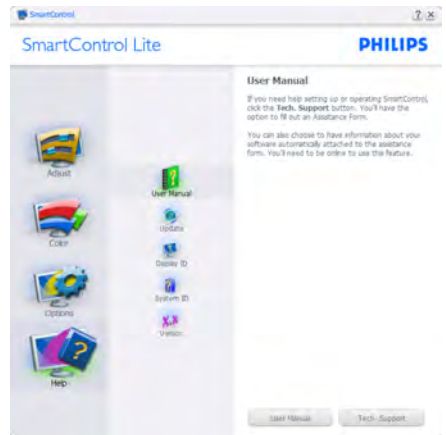 SmartControl
? x
SmartControl Lite
PHILIPS
User Manual
If you need help setting up or operating SmartControl,
click the Tech. Support button. You'll have the
option to fill out an Assistance Form.
You can also choose to have information about your
software automatically attached to the assistance
form. You'll need to be online to use this feature.
Adjust
Color
Options
Help
User Manual
Update
Display ID
System ID
Version
User Manual
Tech. Support